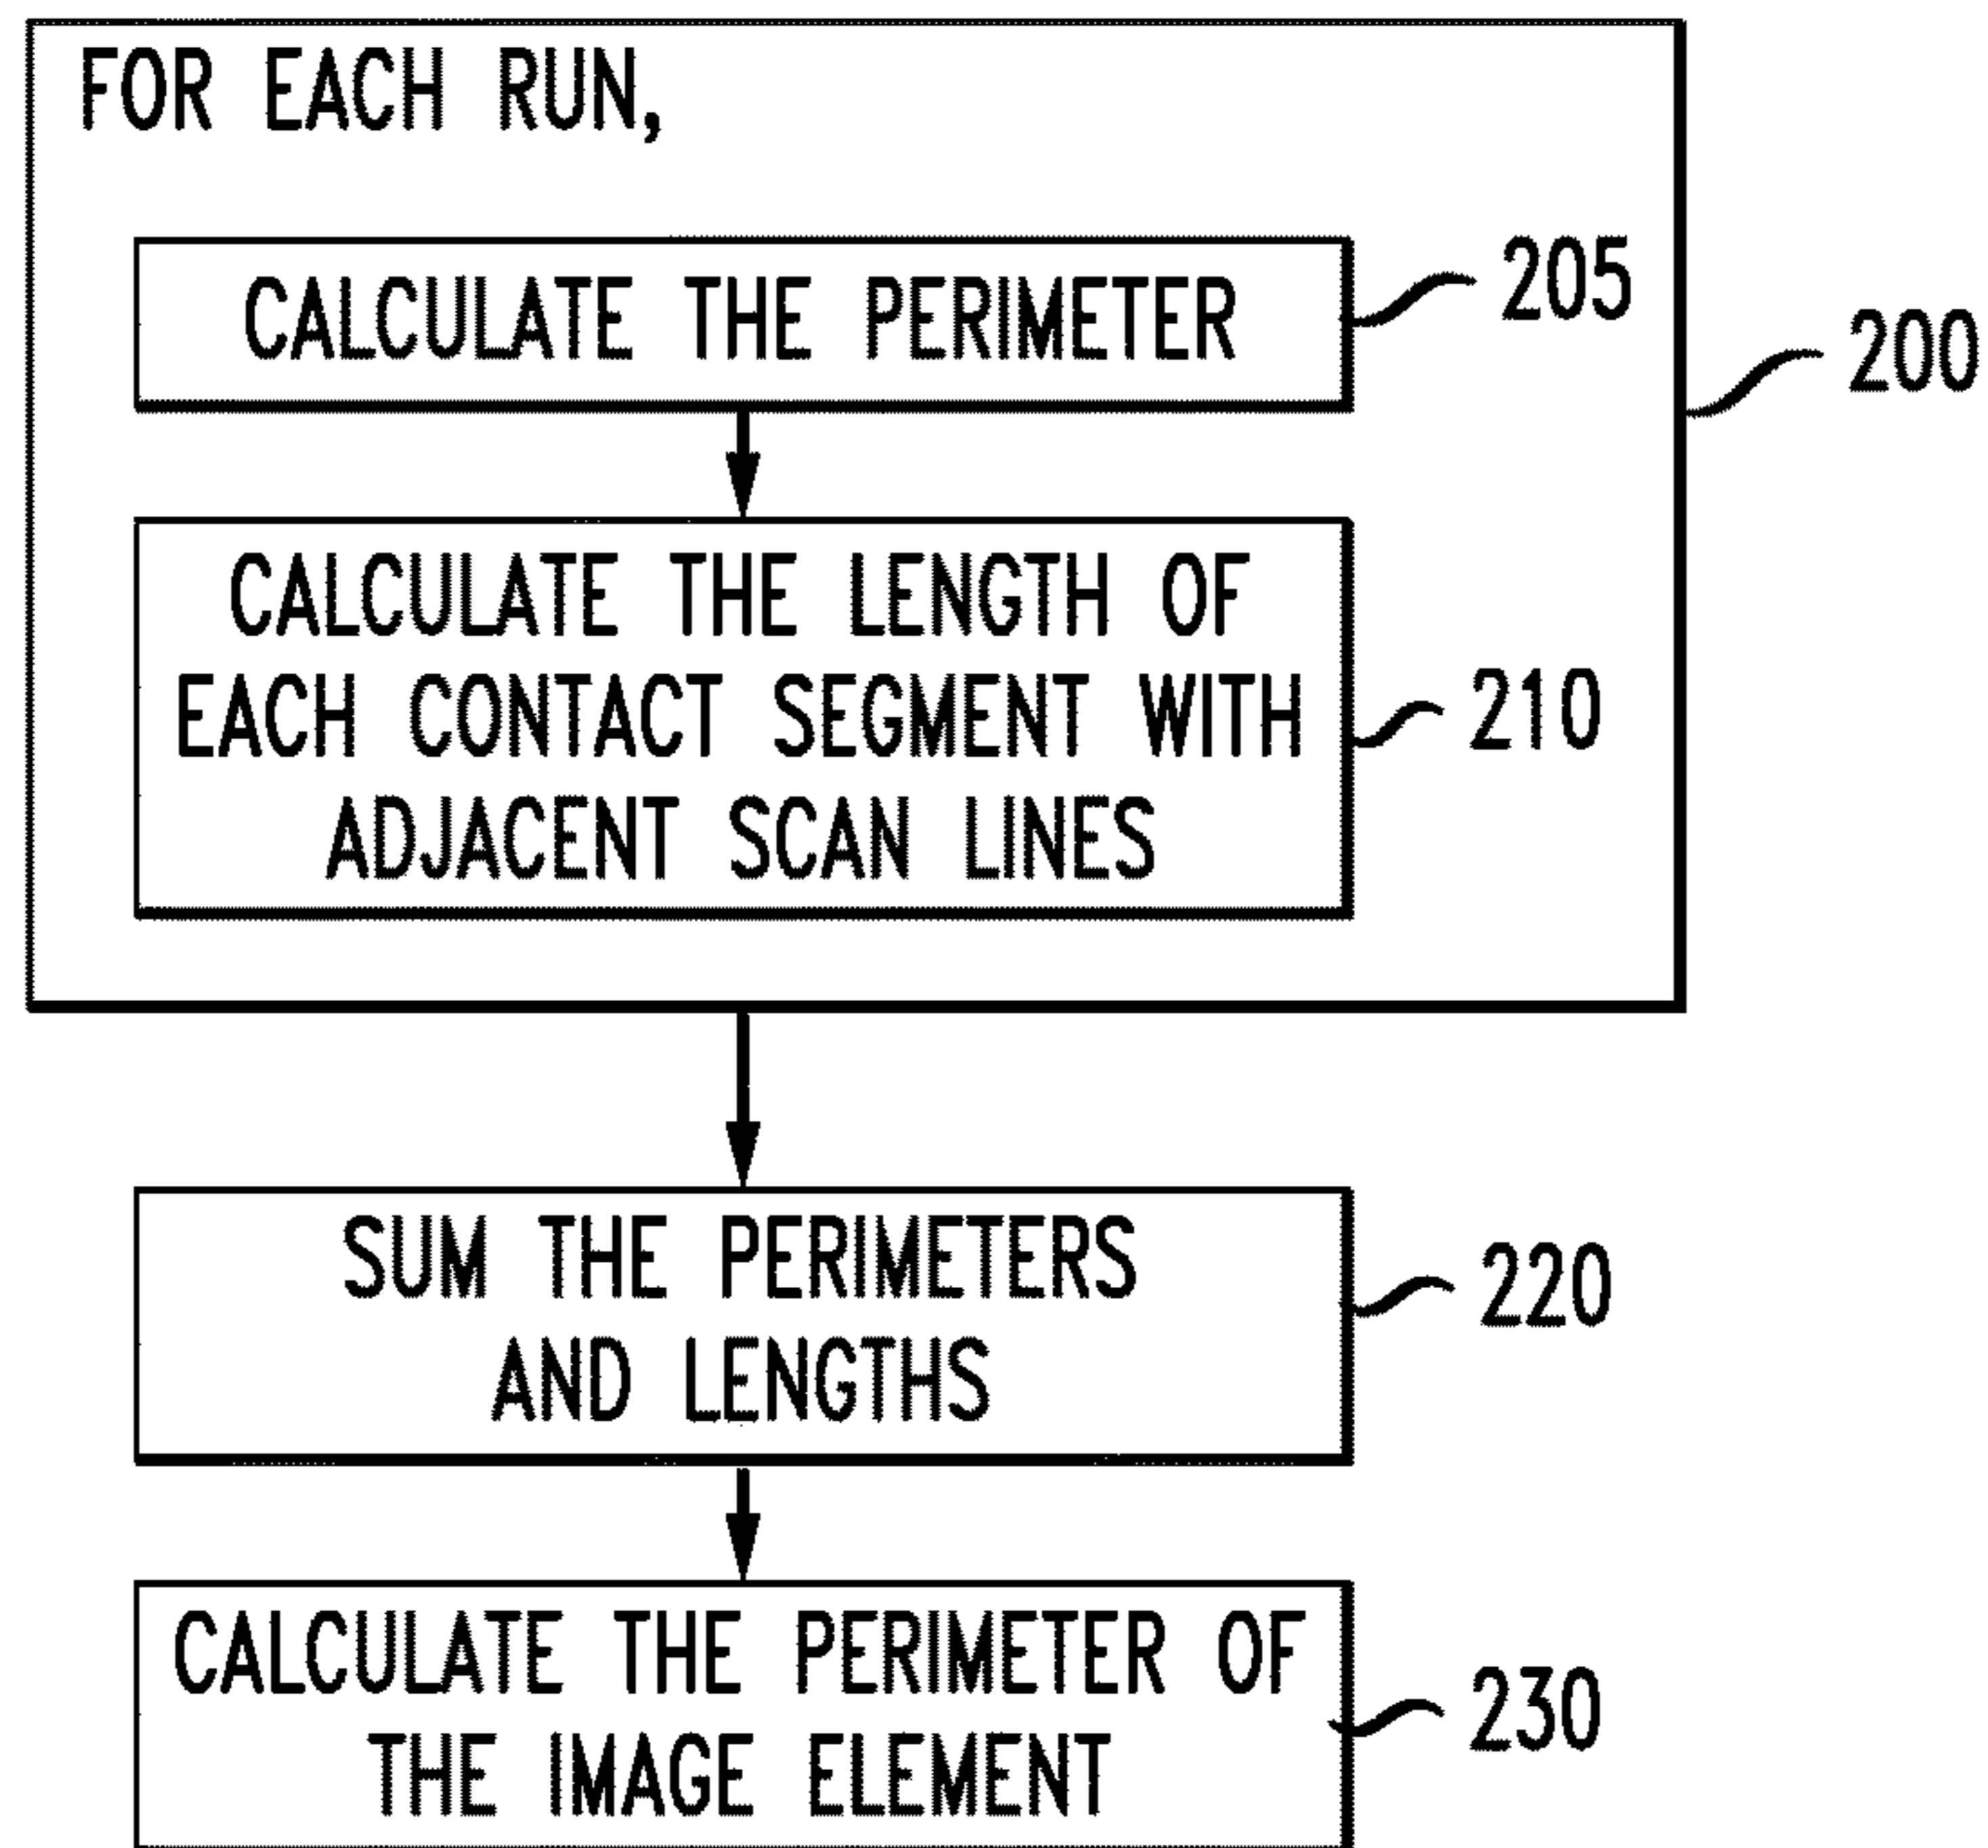 FOR EACH RUN,
CALCULATE THE PERIMETER
205
200
CALCULATE THE LENGTH OF
EACH CONTACT SEGMENT WITH
ADJACENT SCAN LINES
210
SUM THE PERIMETERS
AND LENGTHS
220
CALCULATE THE PERIMETER OF
THE IMAGE ELEMENT
230